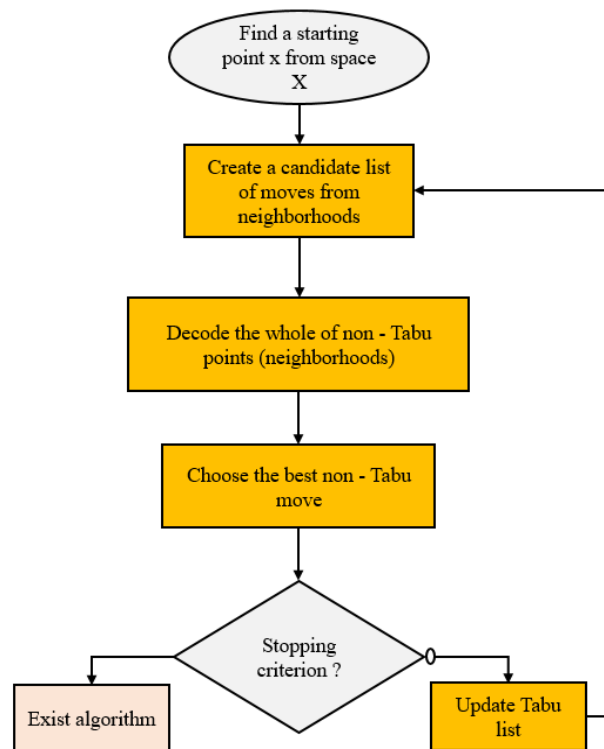 Find a starting
point x from space
X
Create a candidate list
of moves from
neighborhoods
Decode the whole of non - Tabu
points (neighborhoods)
Choose the best non - Tabu
move
Stopping
criterion ?
Exist algorithm
Update Tabu
list